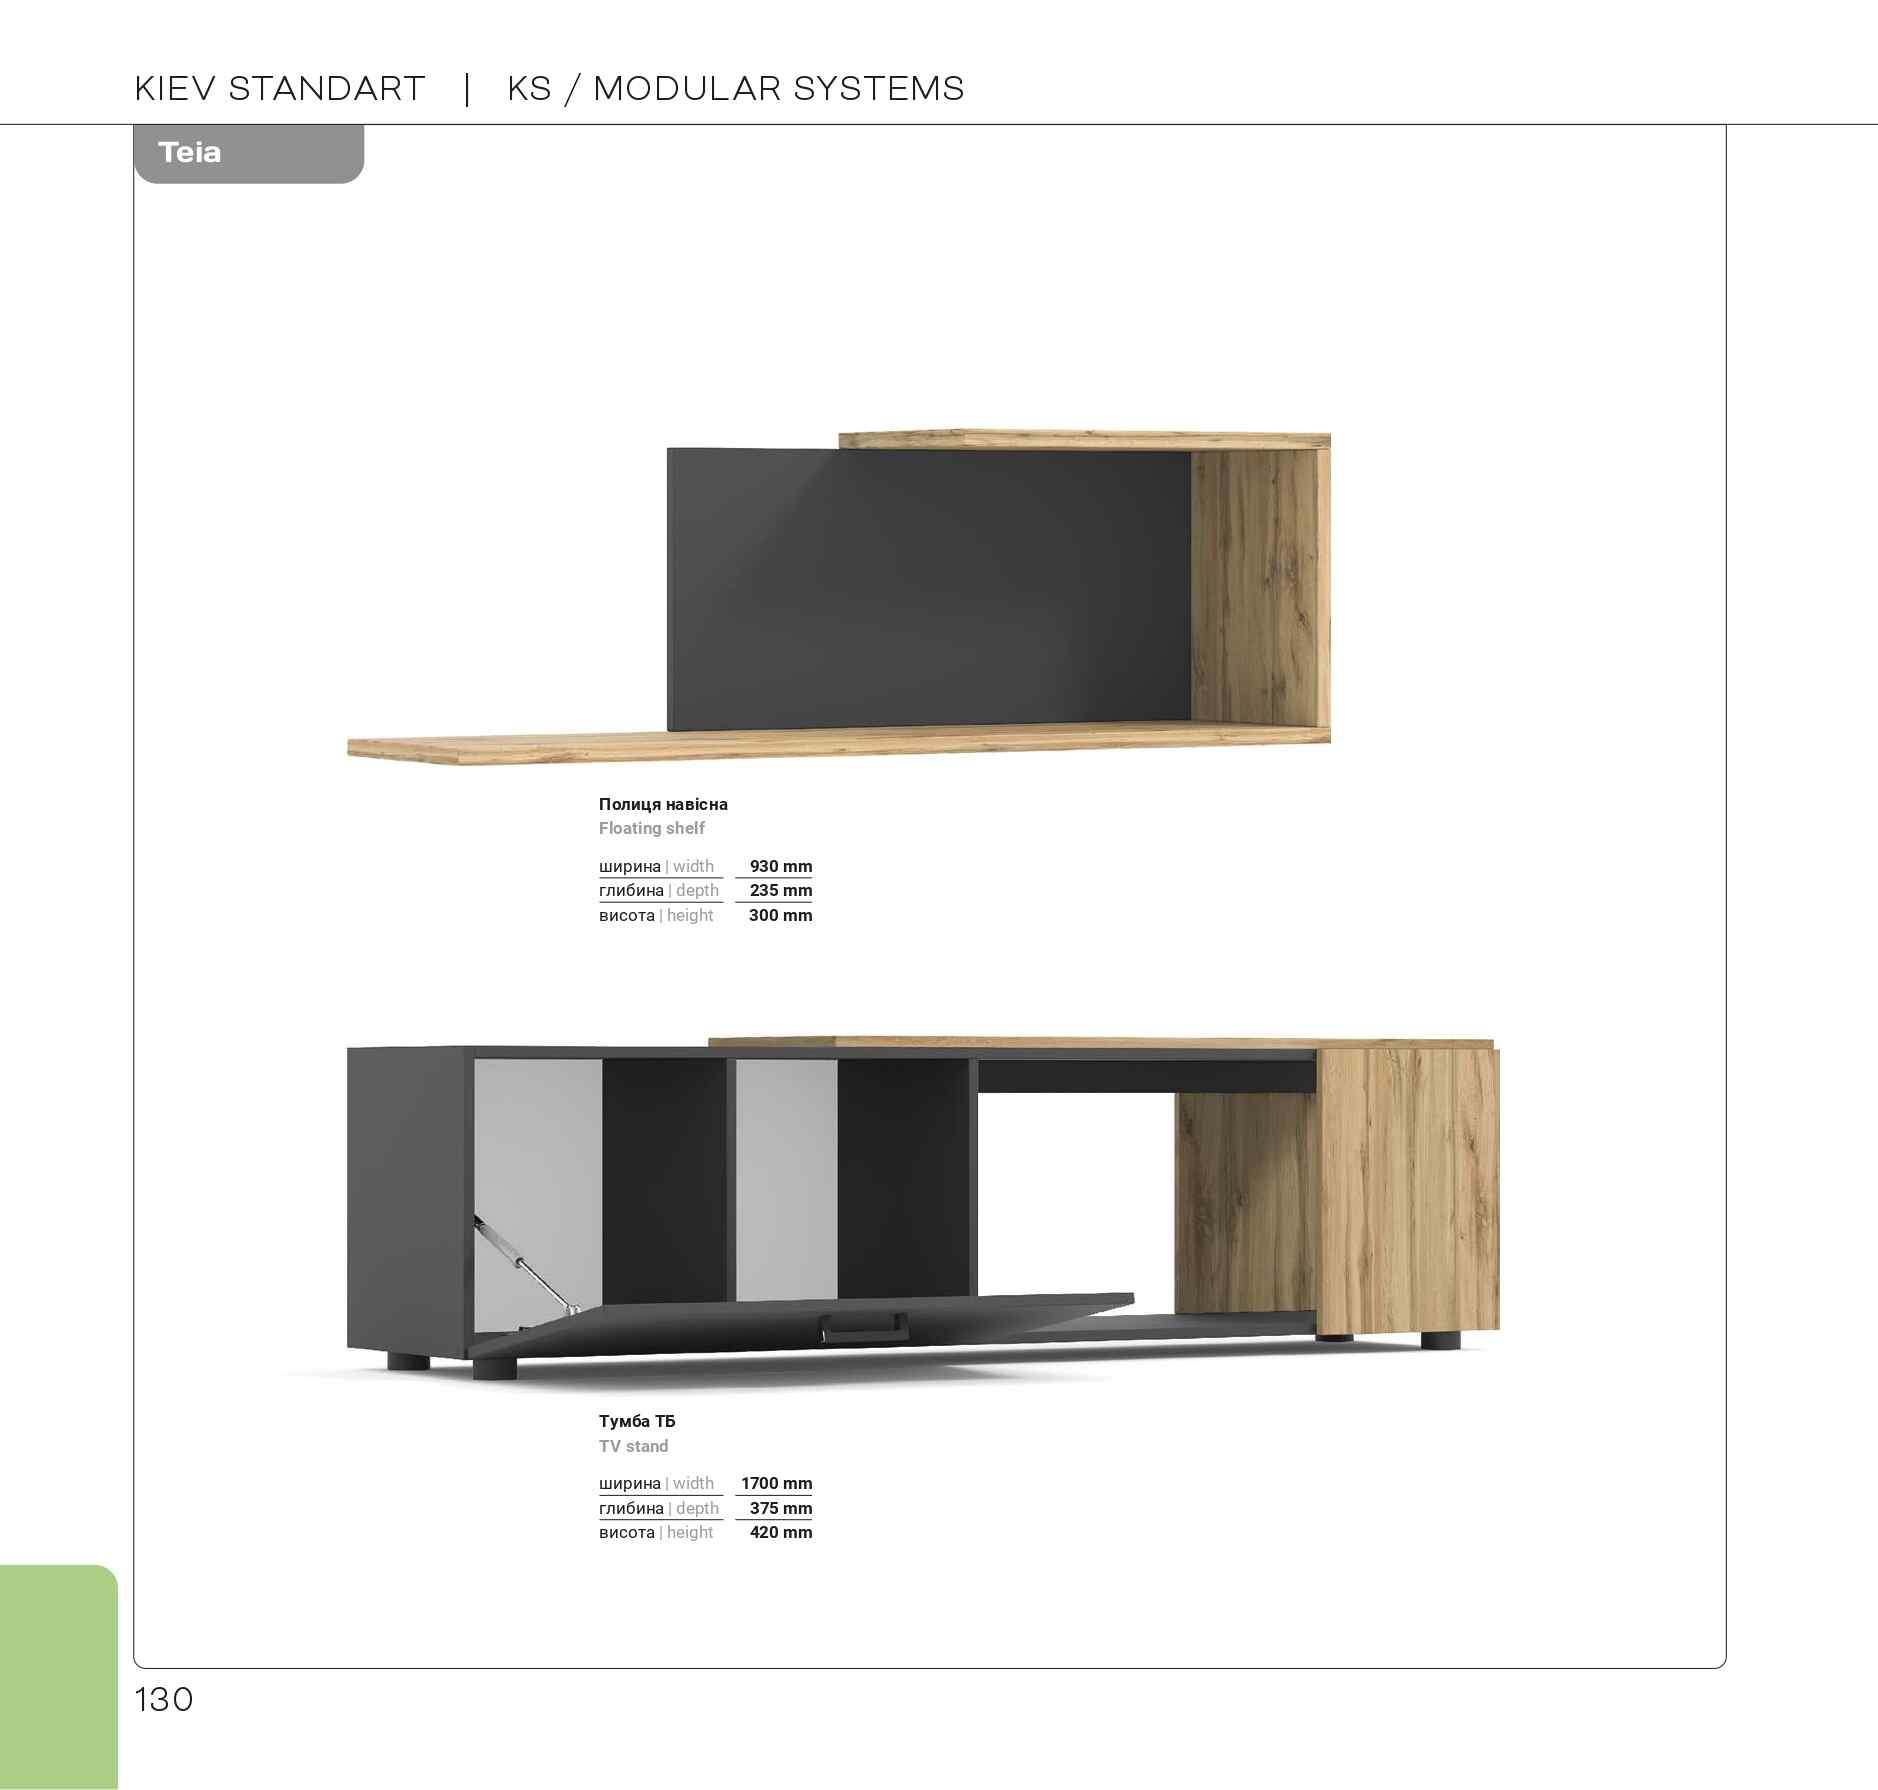 KIEV STANDART | KS / MODULAR SYSTEMS
Teia
Полиця навісна
Floating shelf
ширина | width 930 mm
глибина | depth 235 mm
висота | height 300 mm
Тумба ТБ
TV stand
ширина | width 1700 mm
глибина | depth 375 mm
висота | height 420 mm
130